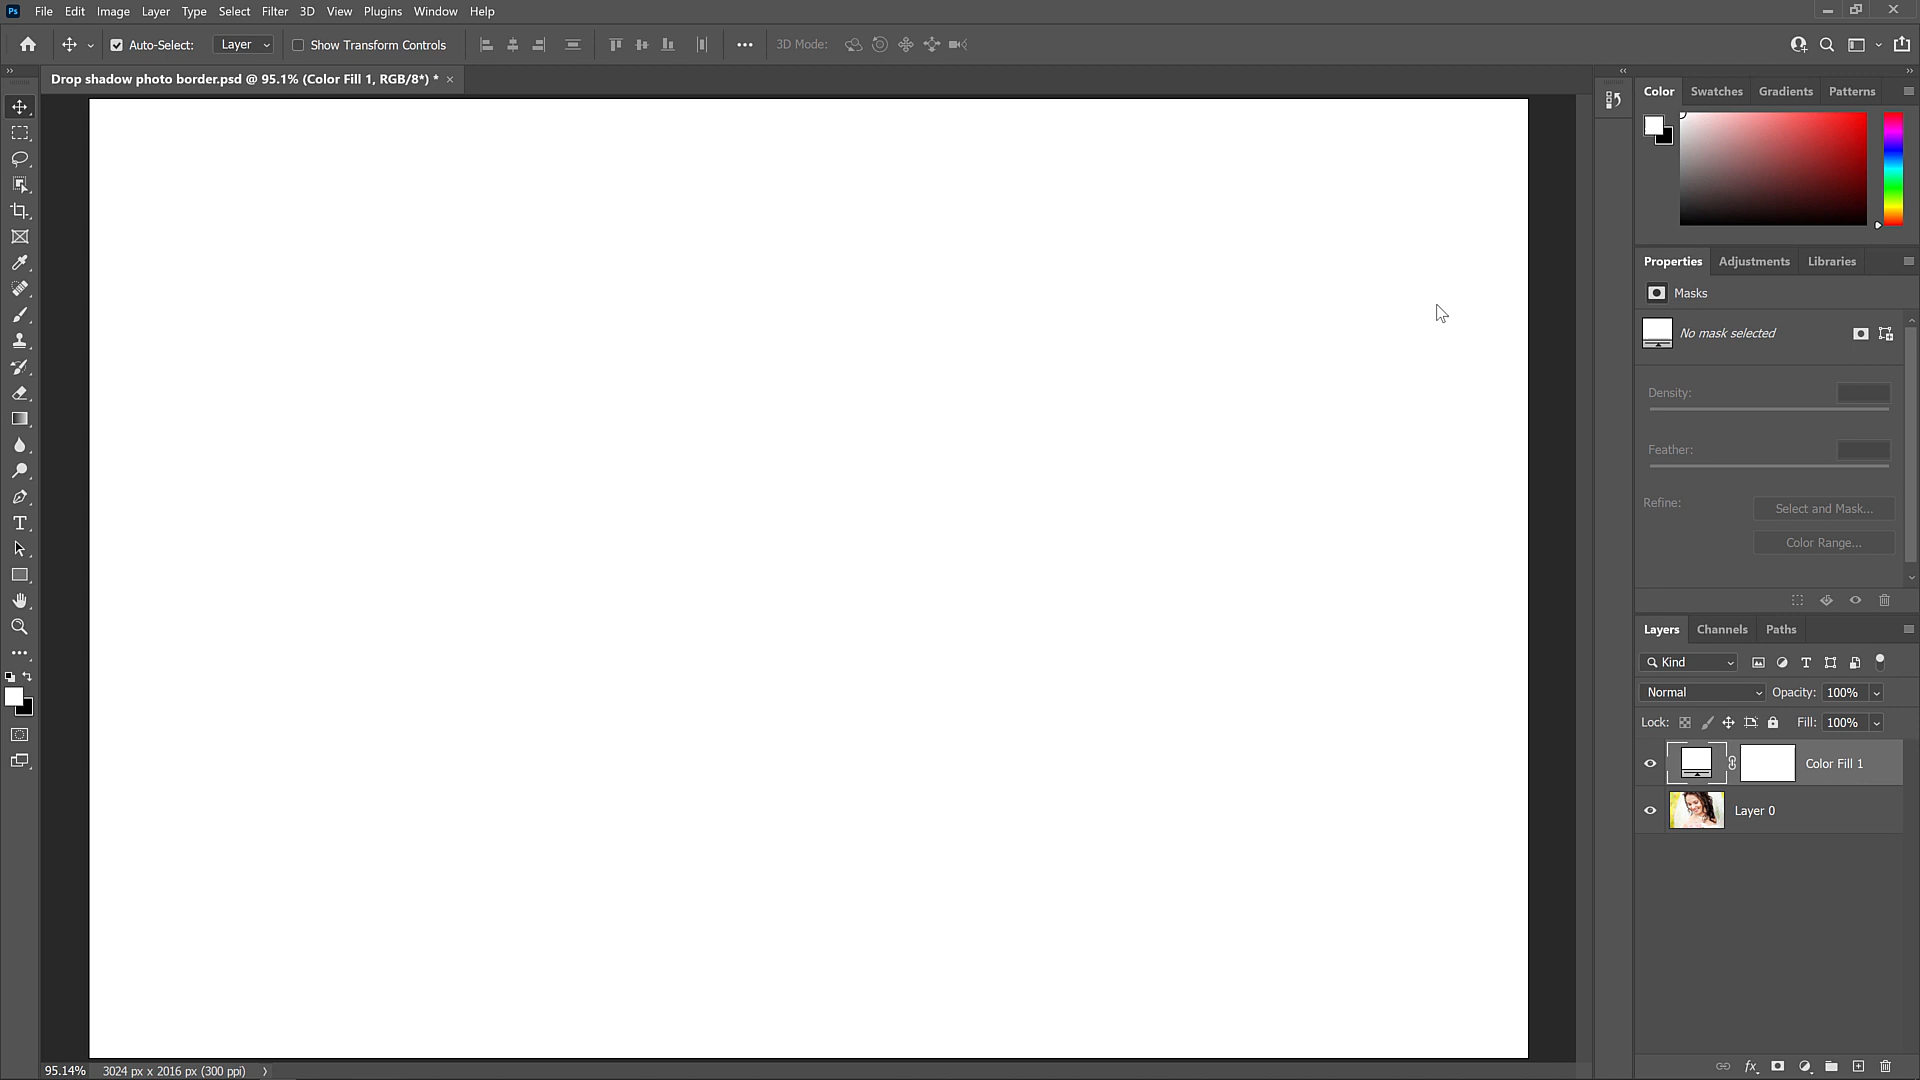 Ps File Edit Image Layer Type Select Filter 3D View Plugins Window Help
Auto-Select: Layer Show Transform Controls 3D Mode:
Drop shadow photo border.psd @ 95.1% (Color Fill 1, RGB/8*) * ×
Color Swatches Gradients Patterns
Properties Adjustments Libraries
Masks
No mask selected
Density:
Feather:
Refine: Select and Mask...
Color Range...
Layers Channels Paths
Kind
Normal Opacity: 100%
Lock: Fill: 100%
Color Fill 1
Layer 0
95.14% 3024 px x 2016 px (300 ppi)
fx